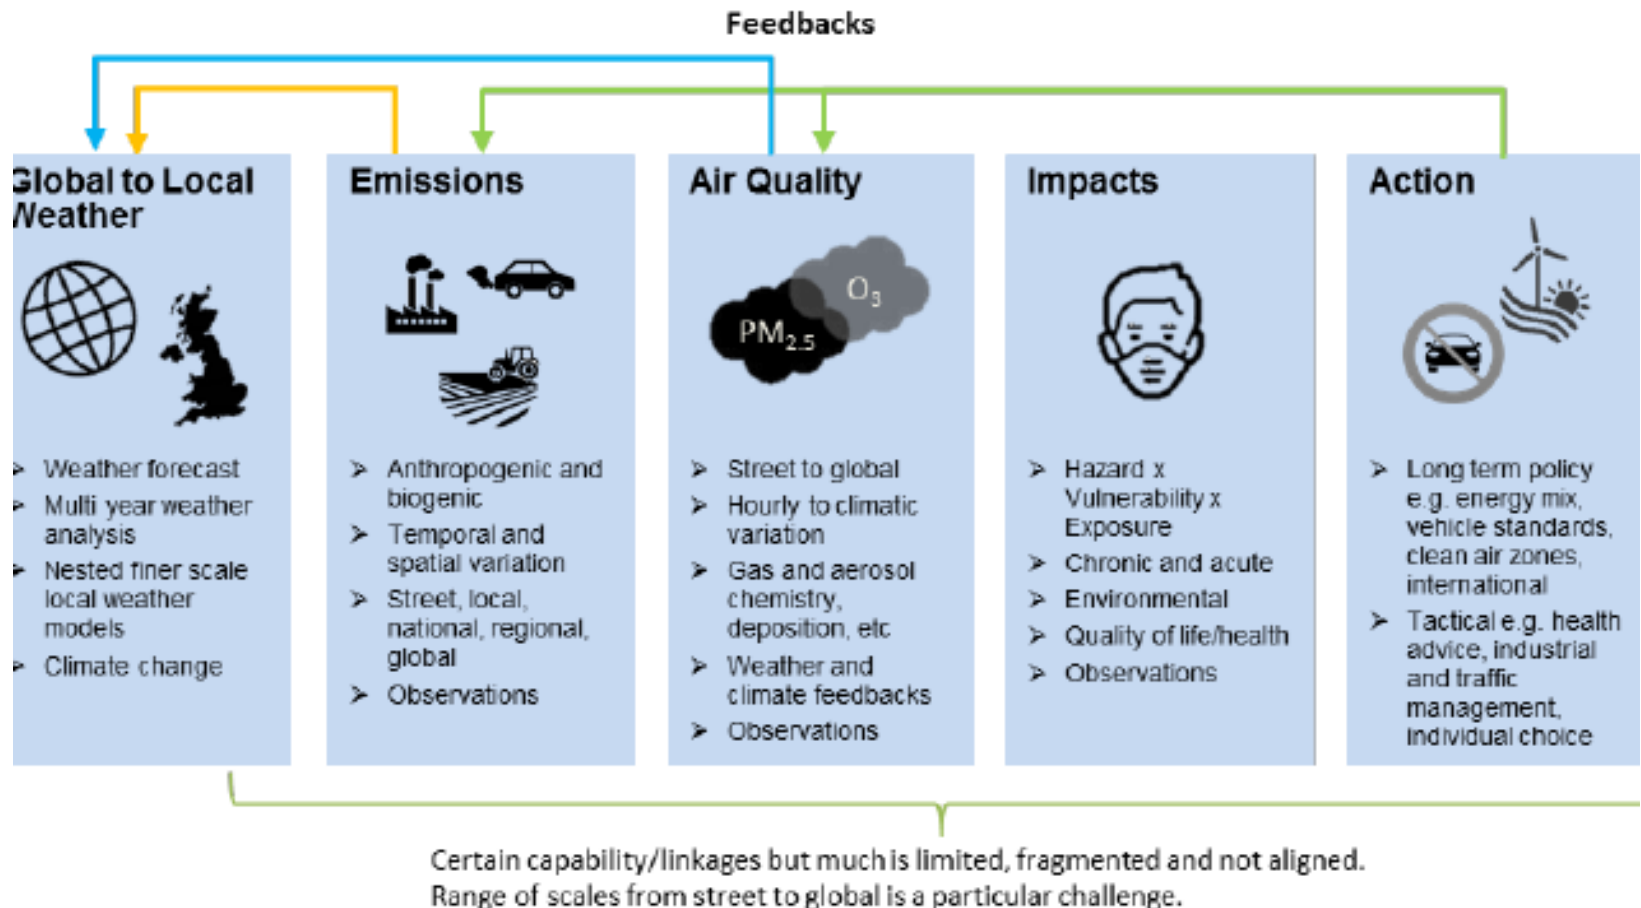 Feedbacks
Global to Local
Weather
➢ Weather forecast
➢ Multi year weather
analysis
➢ Nested finer scale
local weather
models
➢ Climate change
Emissions
➢ Anthropogenic and
biogenic
➢ Temporal and
spatial variation
➢ Street, local,
national, regional,
global
➢ Observations
Air Quality
O₃
PM₂.₅
➢ Street to global
➢ Hourly to climatic
variation
➢ Gas and aerosol
chemistry,
deposition, etc
➢ Weather and
climate feedbacks
➢ Observations
Impacts
➢ Hazard x
Vulnerability x
Exposure
➢ Chronic and acute
➢ Environmental
➢ Quality of life/health
➢ Observations
Action
➢ Long term policy
e.g. energy mix,
vehicle standards,
clean air zones,
international
➢ Tactical e.g. health
advice, industrial
and traffic
management,
individual choice
Certain capability/linkages but much is limited, fragmented and not aligned.
Range of scales from street to global is a particular challenge.